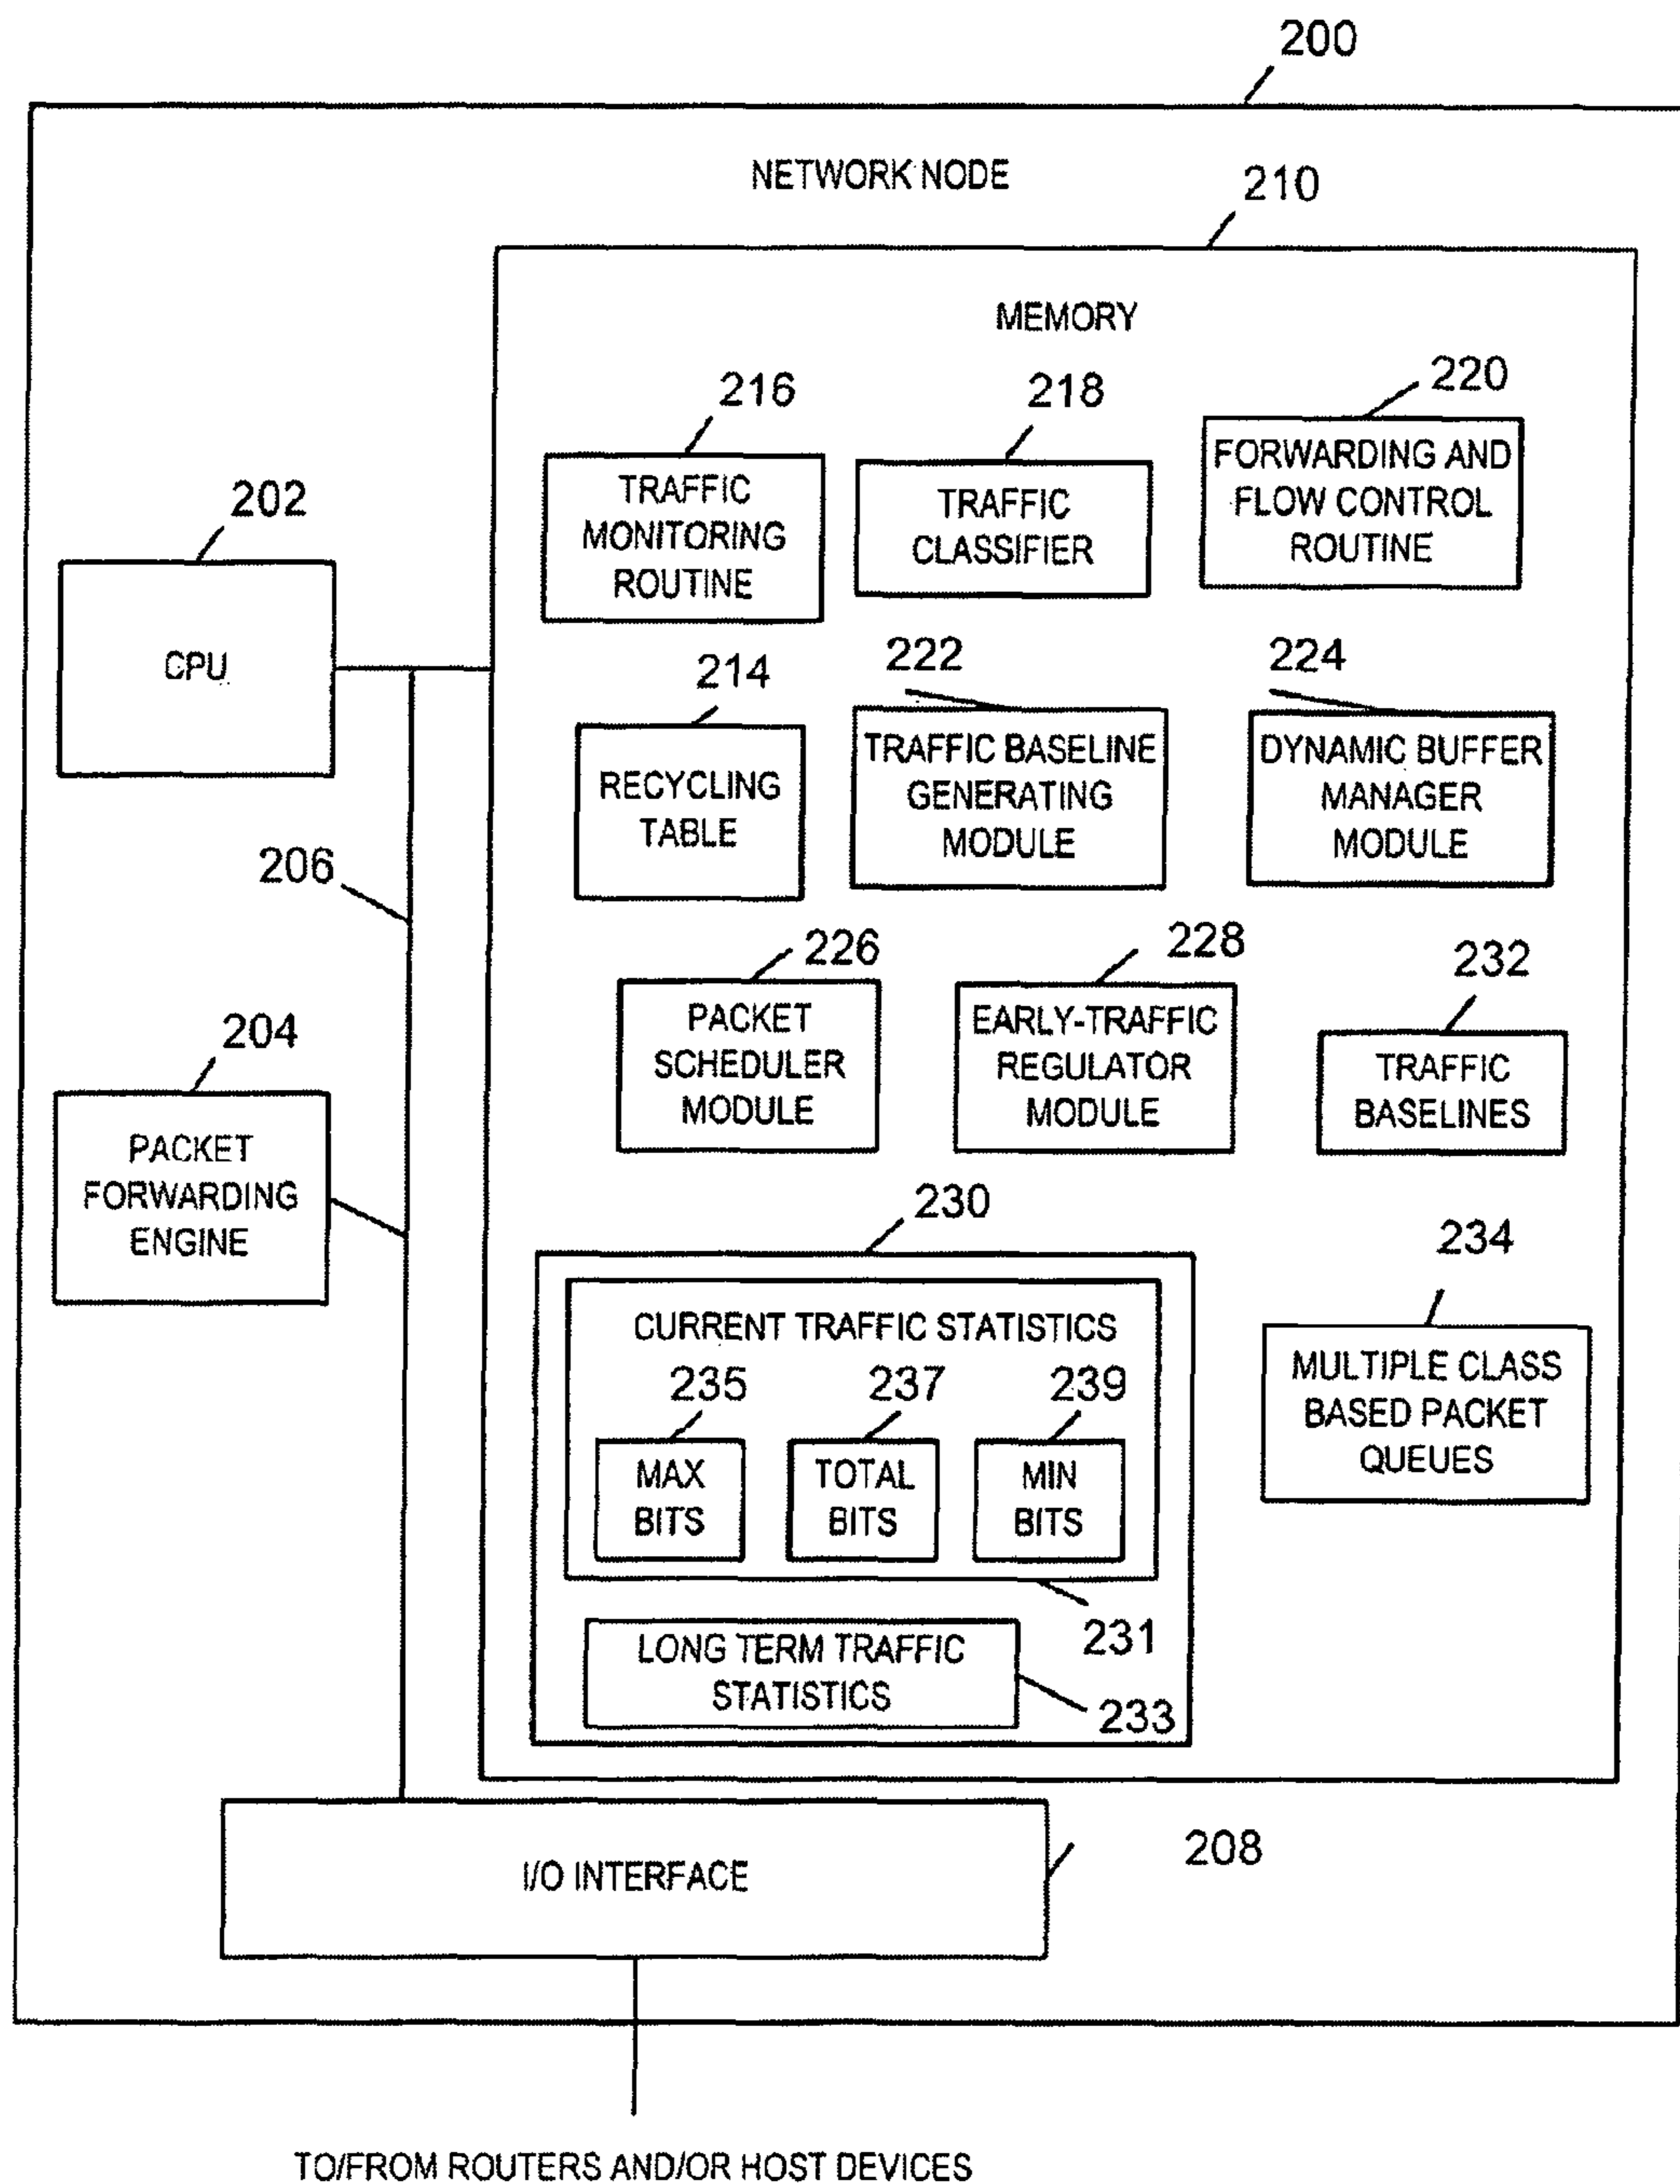 200
NETWORK NODE
210
MEMORY
216
218
220
TRAFFIC
MONITORING
ROUTINE
TRAFFIC
CLASSIFIER
FORWARDING AND
FLOW CONTROL
ROUTINE
202
CPU
214
222
224
RECYCLING
TABLE
TRAFFIC BASELINE
GENERATING
MODULE
DYNAMIC BUFFER
MANAGER
MODULE
206
226
228
232
PACKET
SCHEDULER
MODULE
EARLY-TRAFFIC
REGULATOR
MODULE
TRAFFIC
BASELINES
204
PACKET
FORWARDING
ENGINE
230
234
CURRENT TRAFFIC STATISTICS
235
237
239
MAX
BITS
TOTAL
BITS
MIN
BITS
MULTIPLE CLASS
BASED PACKET
QUEUES
231
LONG TERM TRAFFIC
STATISTICS
233
I/O INTERFACE
208
TO/FROM ROUTERS AND/OR HOST DEVICES